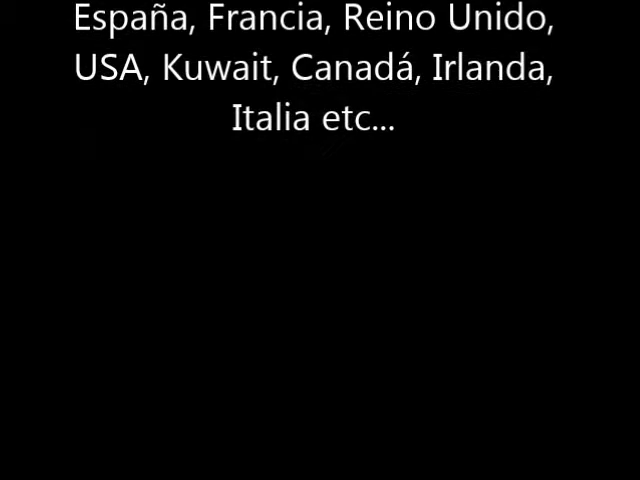 España, Francia, Reino Unido,
USA, Kuwait, Canadá, Irlanda,
Italia etc...